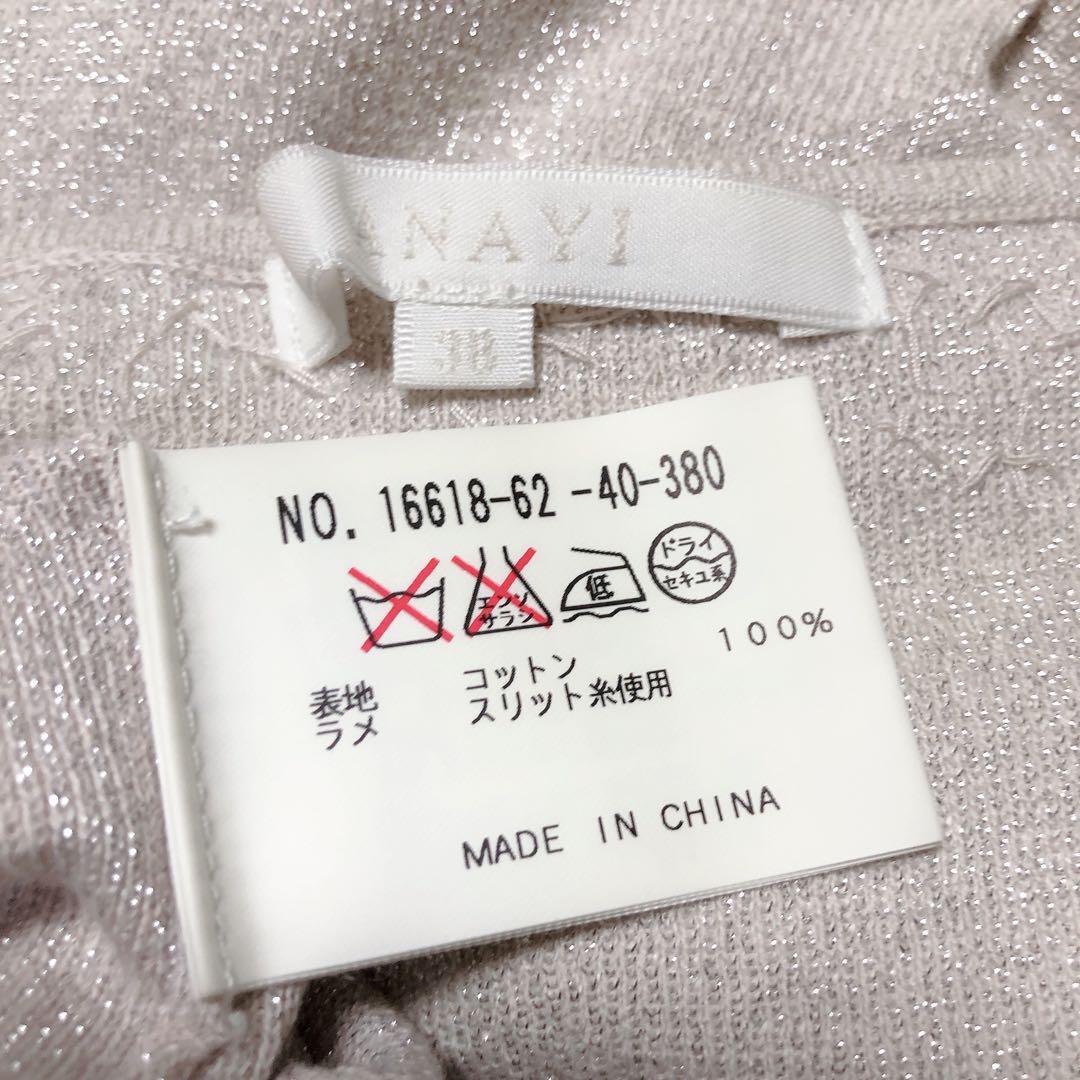 ANAYI
38
NO. 16618-62 -40-380
エンソ
サラシ
低
ドライ
セキユ系
表地 コットン 100%
ラメ スリット糸使用
MADE IN CHINA